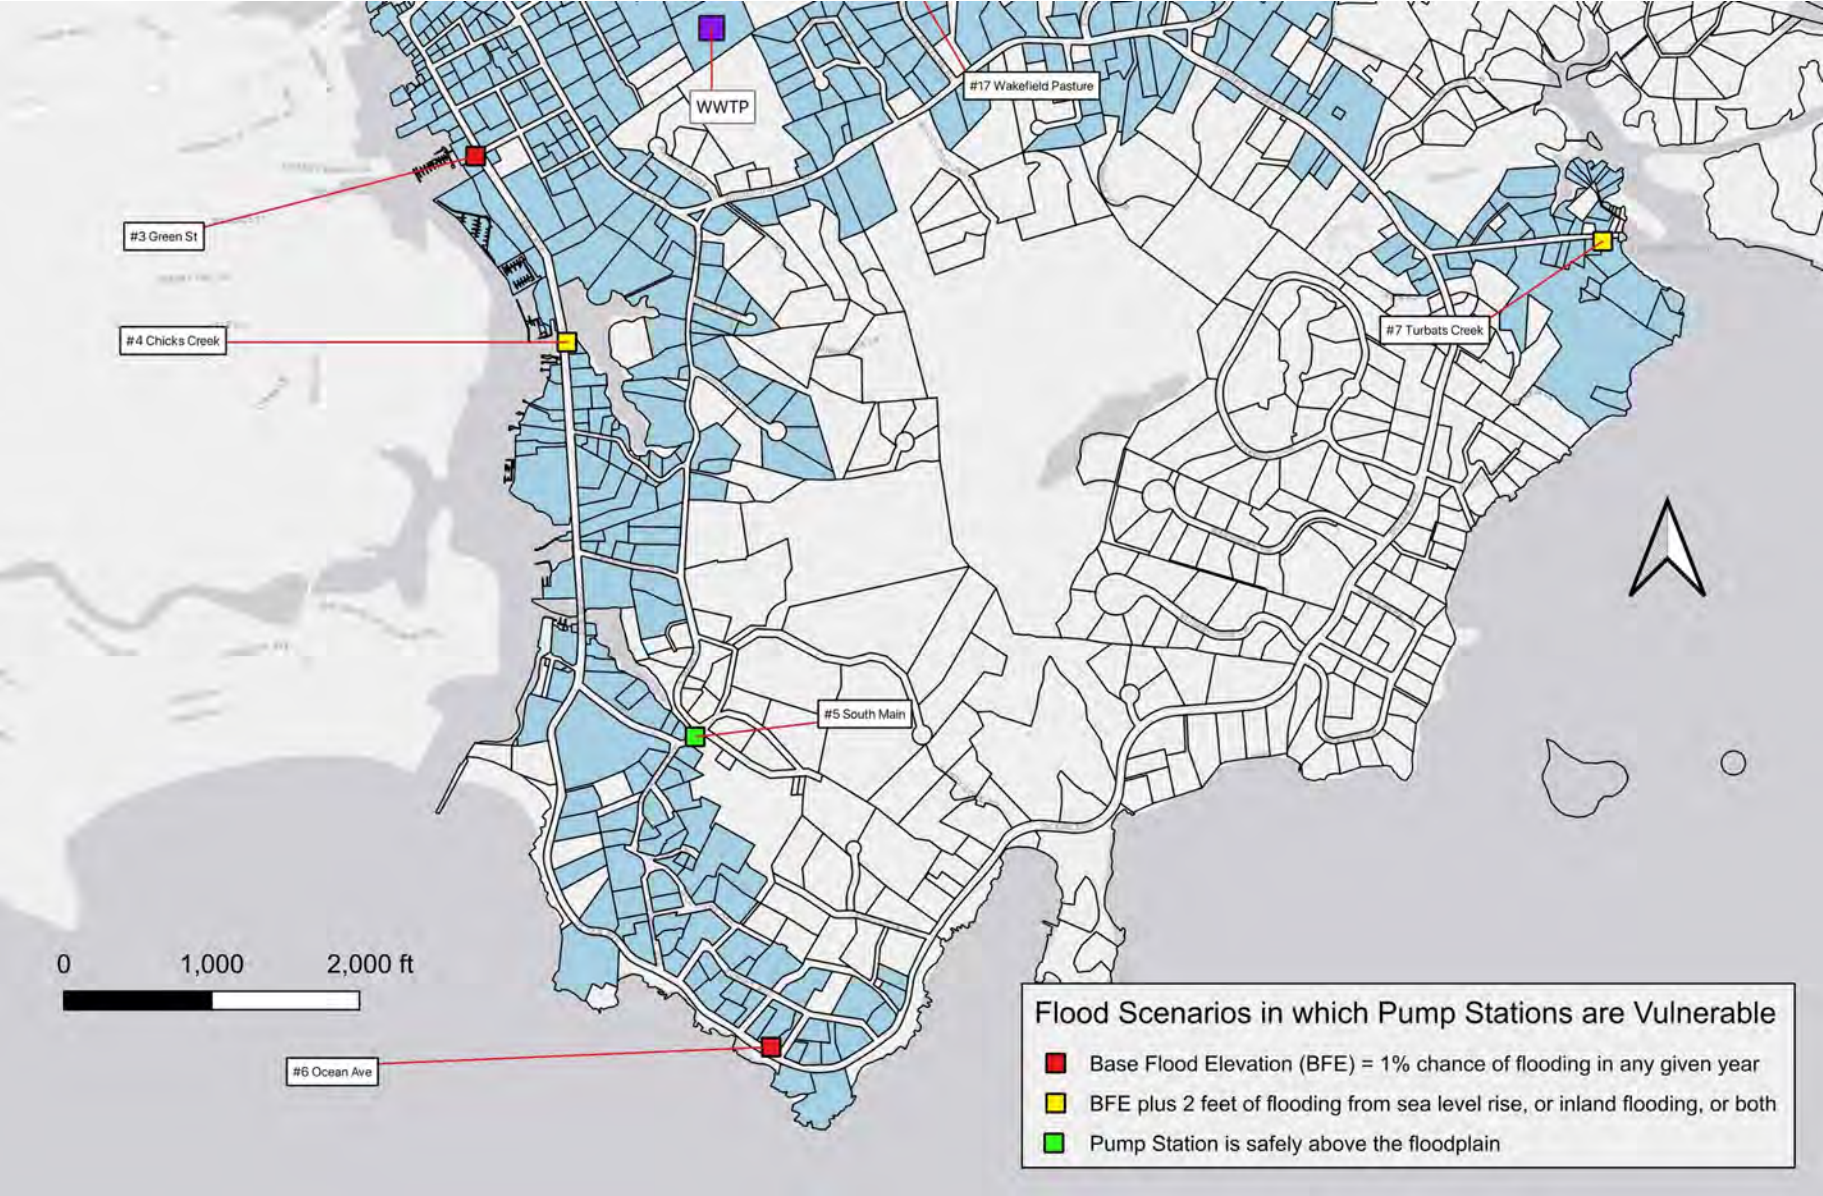 WWTP
#17 Wakefield Pasture
#3 Green St
#4 Chicks Creek
#7 Turbats Creek
#5 South Main
0 1,000 2,000 ft
#6 Ocean Ave
Flood Scenarios in which Pump Stations are Vulnerable
Base Flood Elevation (BFE) = 1% chance of flooding in any given year
BFE plus 2 feet of flooding from sea level rise, or inland flooding, or both
Pump Station is safely above the floodplain